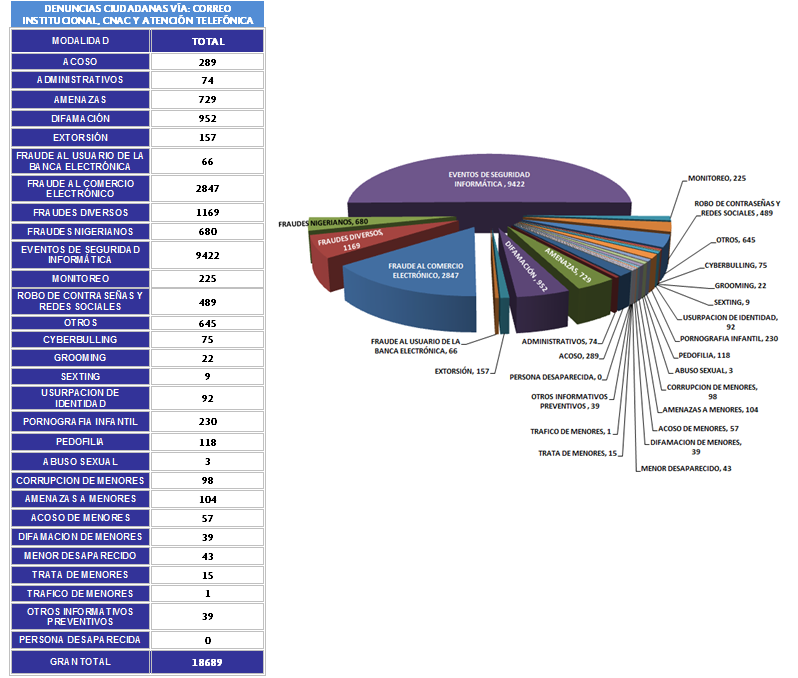 DENUNCIAS CIUDADANAS VÍA: CORREO
INSTITUCIONAL, CNAC Y ATENCIÓN TELEFÓNICA
MODALIDAD TOTAL
ACOSO 289
ADMINISTRATIVOS 74
AMENAZAS 729
DIFAMACIÓN 952
EXTORSIÓN 157
FRAUDE AL USUARIO DE LA
BANCA ELECTRÓNICA 66
FRAUDE AL COMERCIO
ELECTRÓNICO 2847
FRAUDES DIVERSOS 1169
FRAUDES NIGERIANOS 680
EVENTOS DE SEGURIDAD
INFORMÁTICA 9422
MONITOREO 225
ROBO DE CONTRASEÑAS Y
REDES SOCIALES 489
OTROS 645
CYBERBULLING 75
GROOMING 22
SEXTING 9
USURPACION DE
IDENTIDAD 92
PORNOGRAFIA INFANTIL 230
PEDOFILIA 118
ABUSO SEXUAL 3
CORRUPCION DE MENORES 98
AMENAZAS A MENORES 104
ACOSO DE MENORES 57
DIFAMACION DE MENORES 39
MENOR DESAPARECIDO 43
TRATA DE MENORES 15
TRAFICO DE MENORES 1
OTROS INFORMATIVOS
PREVENTIVOS 39
PERSONA DESAPARECIDA 0
GRAN TOTAL 18689
EVENTOS DE SEGURIDAD
INFORMÁTICA , 9422
MONITOREO, 225
ROBO DE CONTRASEÑAS Y
REDES SOCIALES , 489
OTROS, 645
CYBERBULLING, 75
GROOMING, 22
SEXTING, 9
USURPACION DE IDENTIDAD,
92
PORNOGRAFIA INFANTIL, 230
PEDOFILIA, 118
ABUSO SEXUAL, 3
CORRUPCION DE MENORES,
98
AMENAZAS A MENORES, 104
ACOSO DE MENORES, 57
DIFAMACION DE MENORES,
39
MENOR DESAPARECIDO, 43
TRATA DE MENORES, 15
TRAFICO DE MENORES, 1
OTROS INFORMATIVOS
PREVENTIVOS , 39
PERSONA DESAPARECIDA, 0
ACOSO, 289
ADMINISTRATIVOS, 74
AMENAZAS, 729
DIFAMACIÓN, 952
EXTORSIÓN, 157
FRAUDE AL USUARIO DE LA
BANCA ELECTRÓNICA, 66
FRAUDE AL COMERCIO
ELECTRÓNICO, 2847
FRAUDES DIVERSOS,
1169
FRAUDES NIGERIANOS, 680